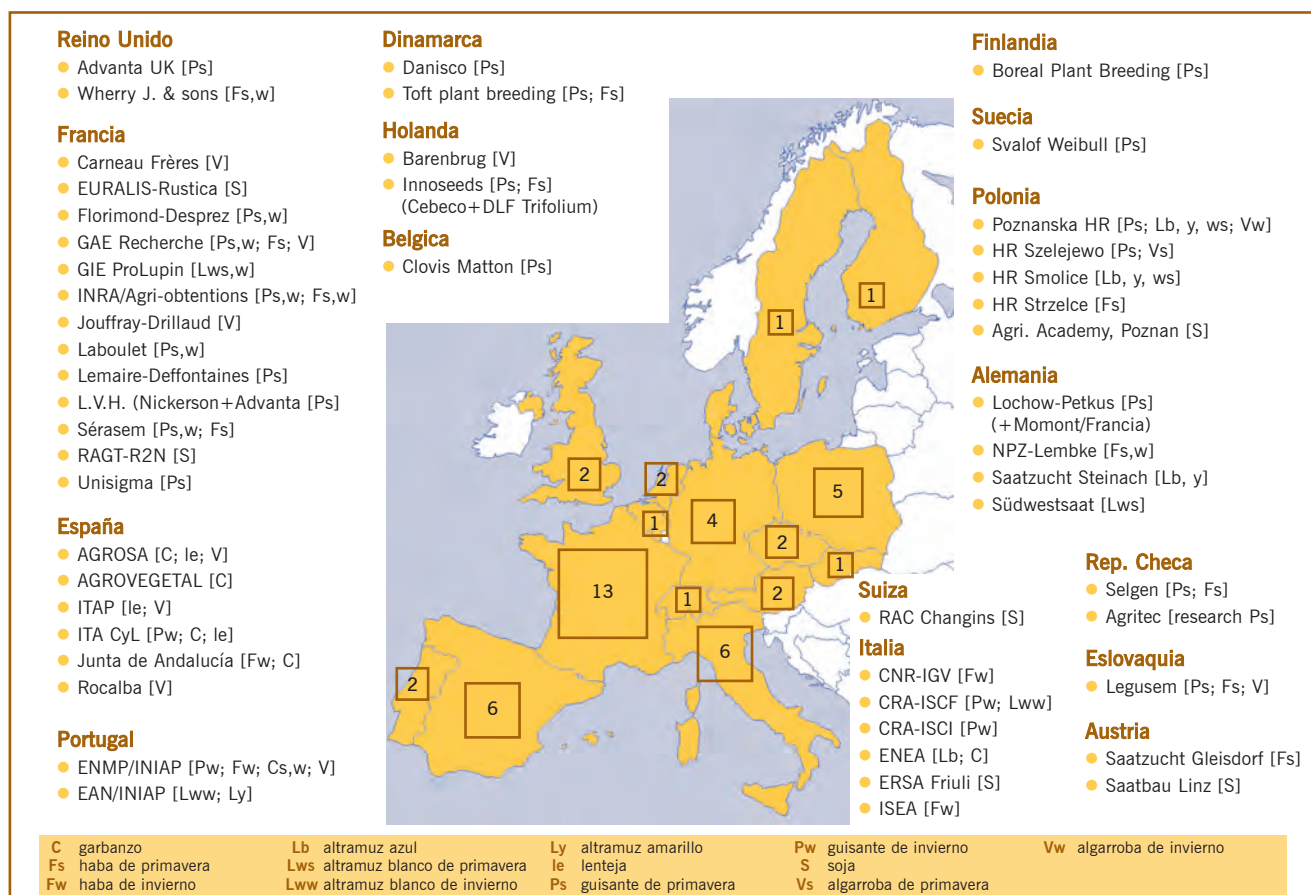 Reino Unido
Advanta UK [Ps]
Wherry J. & sons [Fs,w]
Francia
Carneau Frères [V]
EURALIS-Rustica [S]
Florimond-Desprez [Ps,w]
GAE Recherche [Ps,w; Fs; V]
GIE ProLupin [Lws,w]
INRA/Agri-obtentions [Ps,w; Fs,w]
Jouffray-Drillaud [V]
Laboulet [Ps,w]
Lemaire-Deffontaines [Ps]
L.V.H. (Nickerson+Advanta [Ps]
Sérasem [Ps,w; Fs]
RAGT-R2N [S]
Unisigma [Ps]
España
AGROSA [C; le; V]
AGROVEGETAL [C]
ITAP [le; V]
ITA CyL [Pw; C; le]
Junta de Andalucía [Fw; C]
Rocalba [V]
Portugal
ENMP/INIAP [Pw; Fw; Cs,w; V]
EAN/INIAP [Lww; Ly]
Dinamarca
Danisco [Ps]
Toft plant breeding [Ps; Fs]
Holanda
Barenbrug [V]
Innoseeds [Ps; Fs]
(Cebeco+DLF Trifolium)
Belgica
Clovis Matton [Ps]
Finlandia
Boreal Plant Breeding [Ps]
Suecia
Svalof Weibull [Ps]
Polonia
Poznanska HR [Ps; Lb, y, ws; Vw]
HR Szelejewo [Ps; Vs]
HR Smolice [Lb, y, ws]
HR Strzelce [Fs]
Agri. Academy, Poznan [S]
Alemania
Lochow-Petkus [Ps]
(+Momont/Francia)
NPZ-Lembke [Fs,w]
Saatzucht Steinach [Lb, y]
Südwestsaat [Lws]
Rep. Checa
Selgen [Ps; Fs]
Agritec [research Ps]
Eslovaquia
Legusem [Ps; Fs; V]
Austria
Saatzucht Gleisdorf [Fs]
Saatbau Linz [S]
Suiza
RAC Changins [S]
Italia
CNR-IGV [Fw]
CRA-ISCF [Pw; Lww]
CRA-ISCI [Pw]
ENEA [Lb; C]
ERSA Friuli [S]
ISEA [Fw]
1
1
2
2
5
1
4
2
1
13
1
2
6
2
6
C garbanzo
Fs haba de primavera
Fw haba de invierno
Lb altramuz azul
Lws altramuz blanco de primavera
Lww altramuz blanco de invierno
Ly altramuz amarillo
le lenteja
Ps guisante de primavera
Pw guisante de invierno
S soja
Vs algarroba de primavera
Vw algarroba de invierno